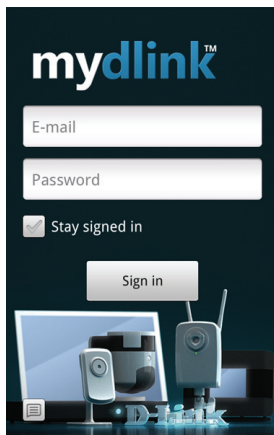 mydlink™
E-mail
Password
Stay signed in
Sign in
D-Link